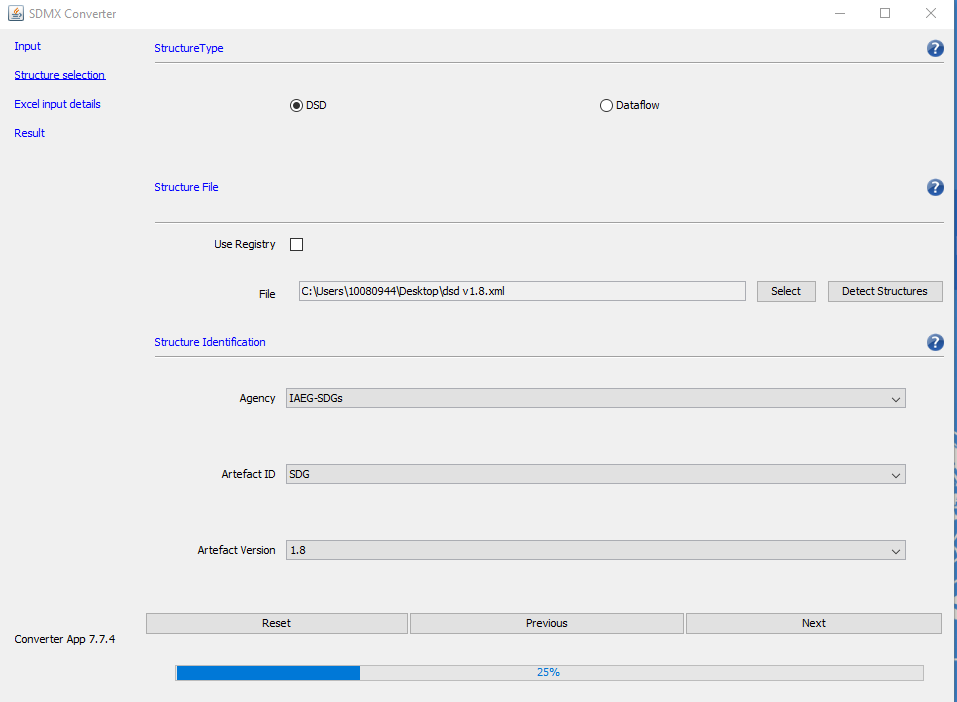 SDMX Converter
Input
Structure selection
Excel input details
Result
StructureType
?
DSD
Dataflow
Structure File
?
Use Registry
File
C:\Users\10080944\Desktop\dsd v1.8.xml
Select
Detect Structures
Structure Identification
?
Agency
IAEG-SDGs
Artefact ID
SDG
Artefact Version
1.8
Reset
Previous
Next
Converter App 7.7.4
25%